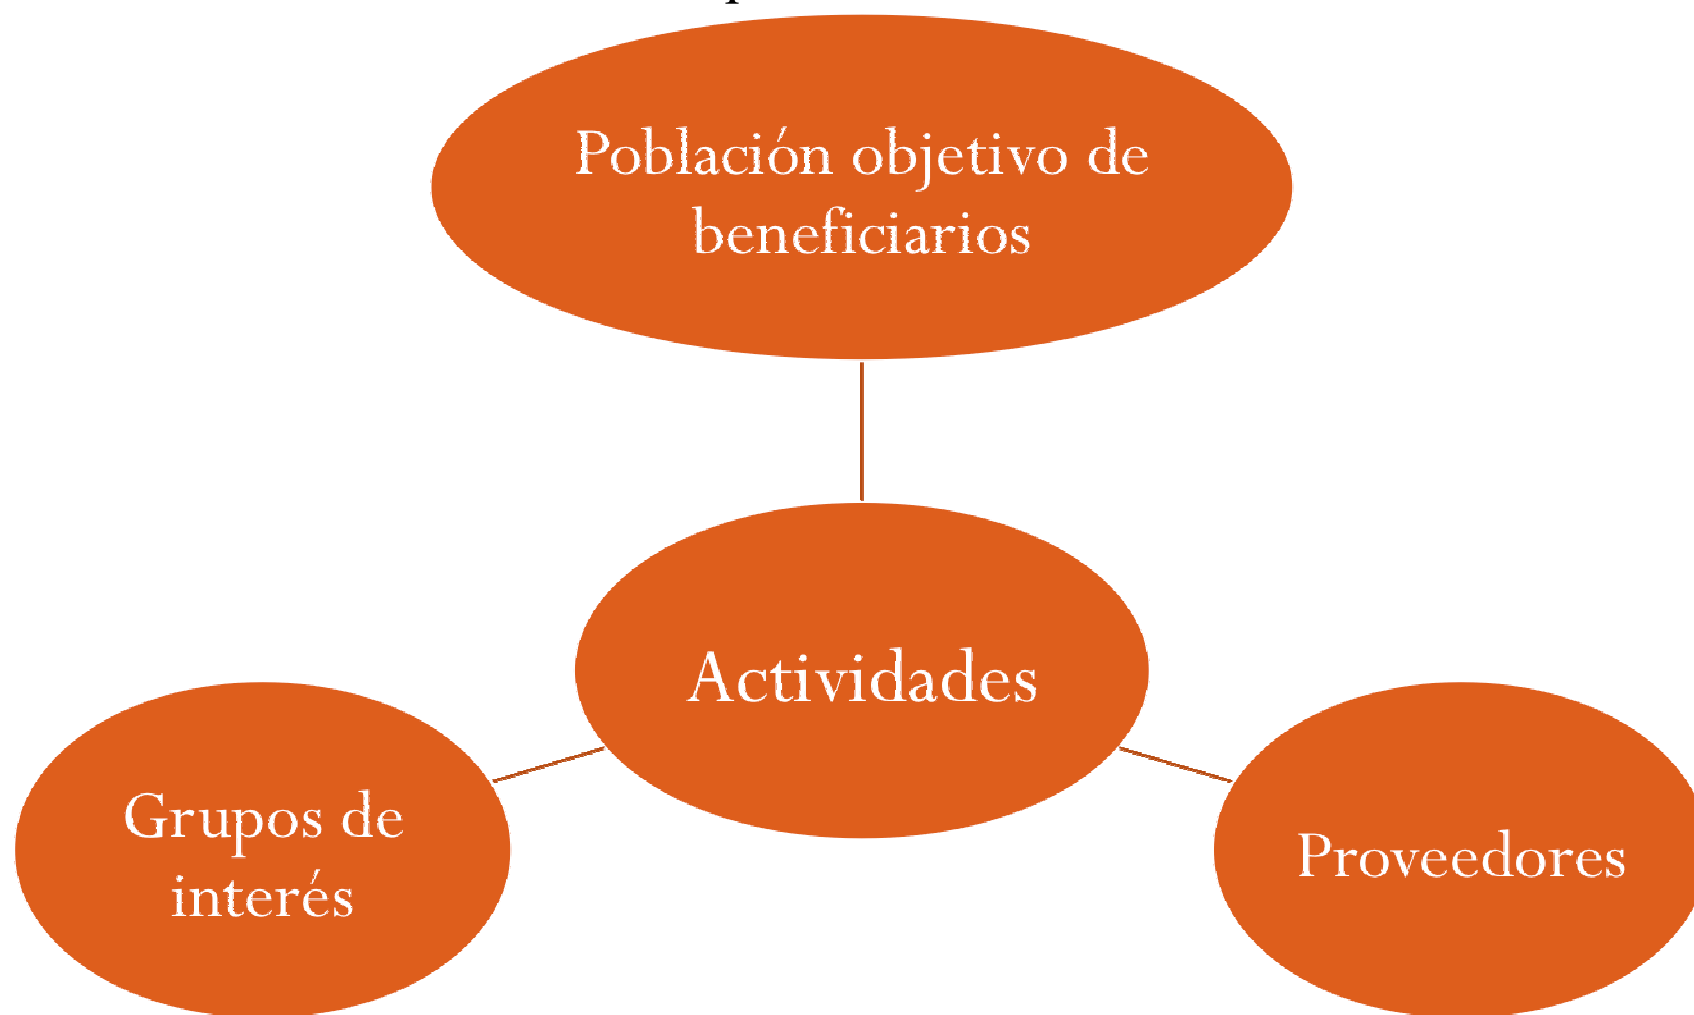 Población objetivo de
beneficiarios
Actividades
Grupos de
interés
Proveedores